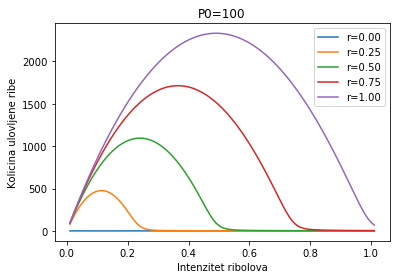 P0=100
Kolicina ulovljene ribe
2000
1500
1000
500
0
r=0.00
r=0.25
r=0.50
r=0.75
r=1.00
0.0 0.2 0.4 0.6 0.8 1.0
Intenzitet ribolova